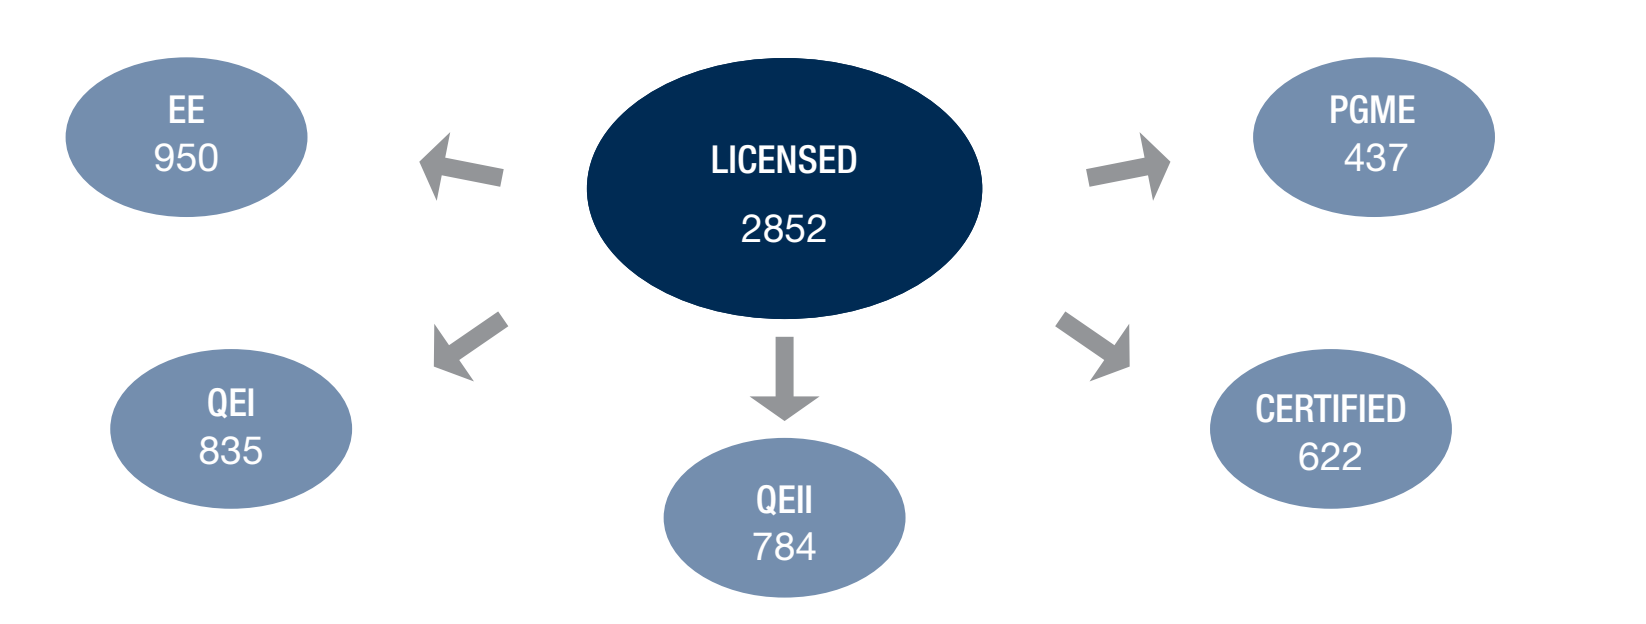 EE
950
LICENSED
2852
PGME
437
QEI
835
QEII
784
CERTIFIED
622